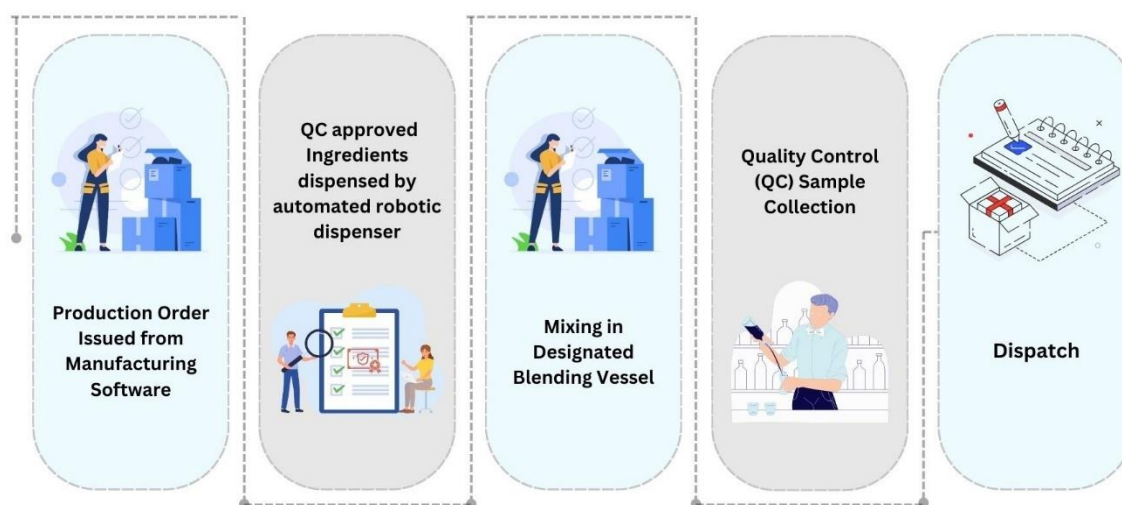 Production Order
Issued from
Manufacturing
Software
QC approved
Ingredients
dispensed by
automated robotic
dispenser
Mixing in
Designated
Blending Vessel
Quality Control
(QC) Sample
Collection
Dispatch